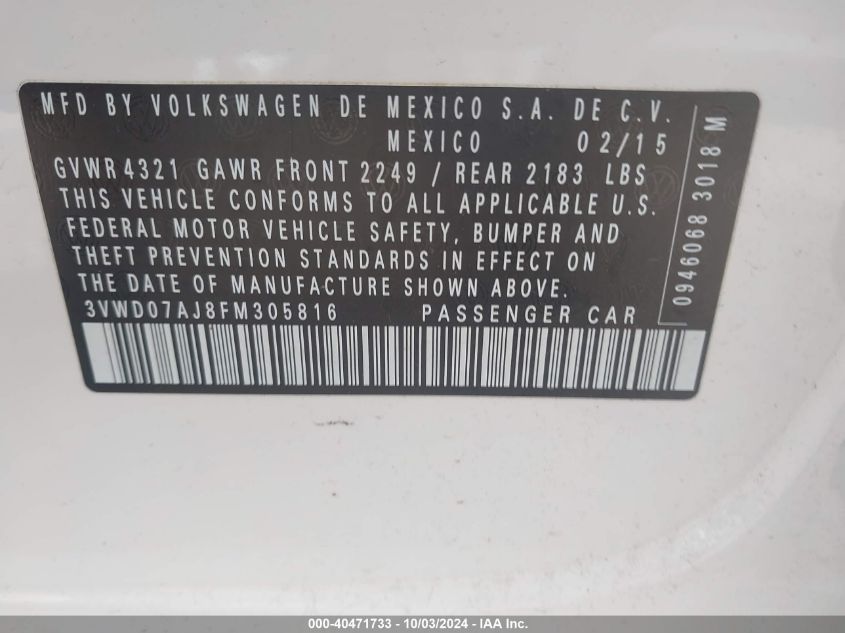 MFD BY VOLKSWAGEN DE MEXICO S.A. DE C.V.
MEXICO 02/15
GVWR 4321 GAWR FRONT 2249 / REAR 2183 LBS
THIS VEHICLE CONFORMS TO ALL APPLICABLE U.S.
FEDERAL MOTOR VEHICLE SAFETY, BUMPER AND
THEFT PREVENTION STANDARDS IN EFFECT ON
THE DATE OF MANUFACTURE SHOWN ABOVE.
3VWD07AJ8FM305816 PASSENGER CAR
0946068 3018 M
000-40471733 - 10/03/2024 - IAA Inc.